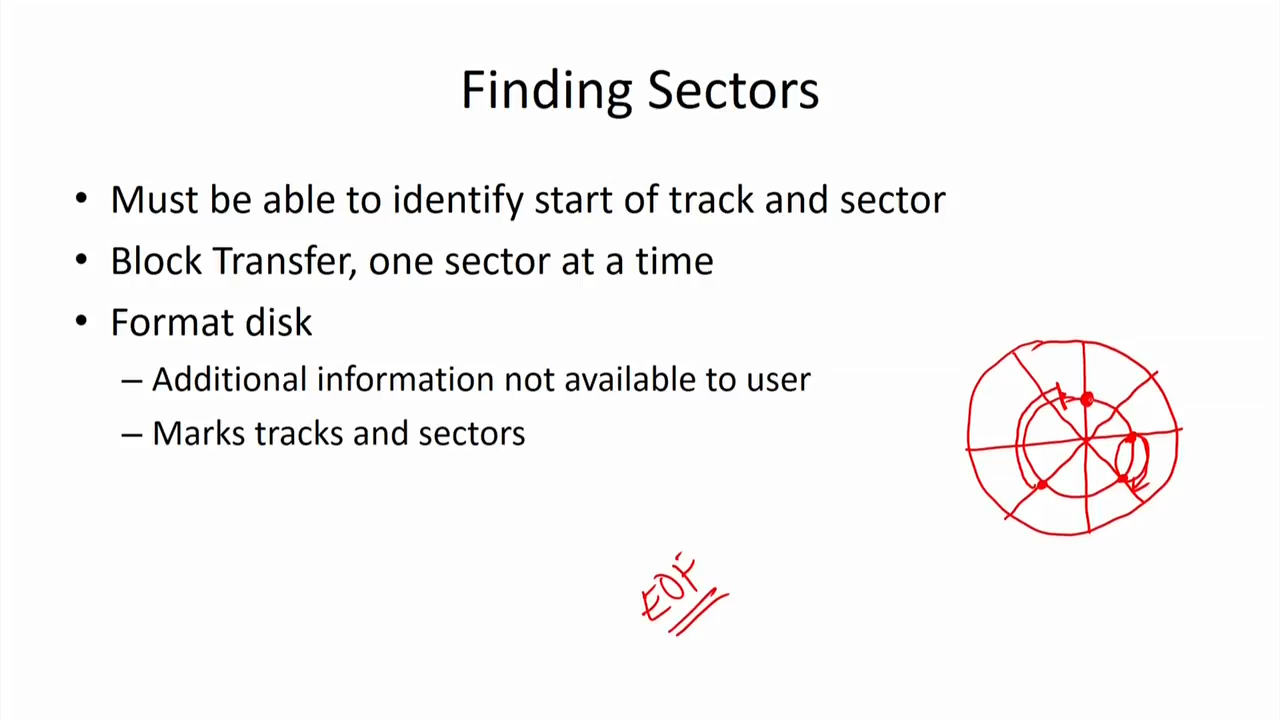 Finding Sectors
• Must be able to identify start of track and sector
• Block Transfer, one sector at a time
• Format disk
– Additional information not available to user
– Marks tracks and sectors
EOF